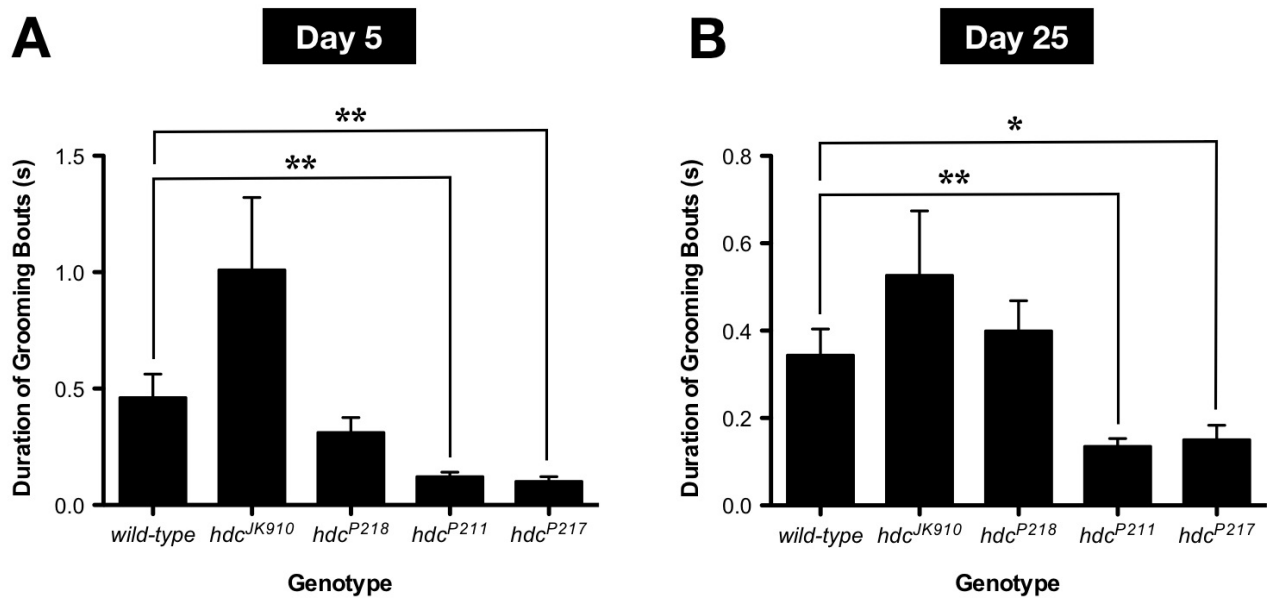 A
Day 5
**
**
Duration of Grooming Bouts (s)
1.5
1.0
0.5
0.0
wild-type hdcJK910 hdcP218 hdcP211 hdcP217
Genotype
B
Day 25
*
**
Duration of Grooming Bouts (s)
0.8
0.6
0.4
0.2
0.0
wild-type hdcJK910 hdcP218 hdcP211 hdcP217
Genotype